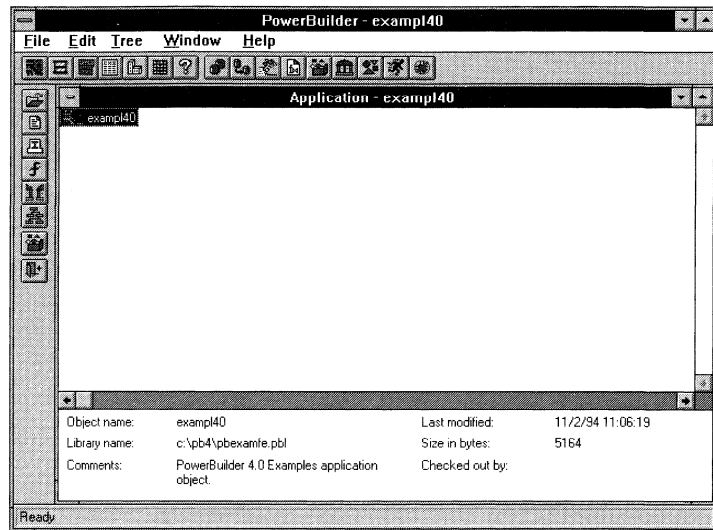 PowerBuilder - exampl40
File Edit Tree Window Help
Application - exampl40
exampl40
Object name: exampl40 Last modified: 11/2/94 11:06:19
Library name: c:\pb4\pbexamfe.pbl Size in bytes: 5164
Comments: PowerBuilder 4.0 Examples application Checked out by:
object.
Ready